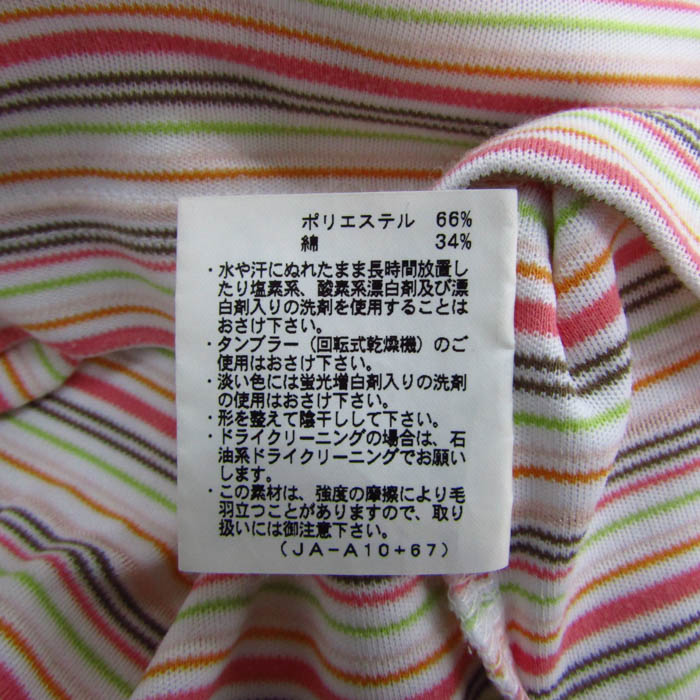 ポリエステル 66%
綿 34%
・水や汗にぬれたまま長時間放置し
たり塩素系、酸素系漂白剤及び漂
白剤入りの洗剤を使用することは
おさけ下さい。
・タンブラー（回転式乾燥機）のご
使用はおさけ下さい。
・淡い色には蛍光増白剤入りの洗剤
の使用はおさけ下さい。
・形を整えて陰干しして下さい。
・ドライクリーニングの場合は、石
油系ドライクリーニングでお願い
します。
・この素材は、強度の摩擦により毛
羽立つことがありますので、取り
扱いには御注意下さい。
(JA-A10+67)